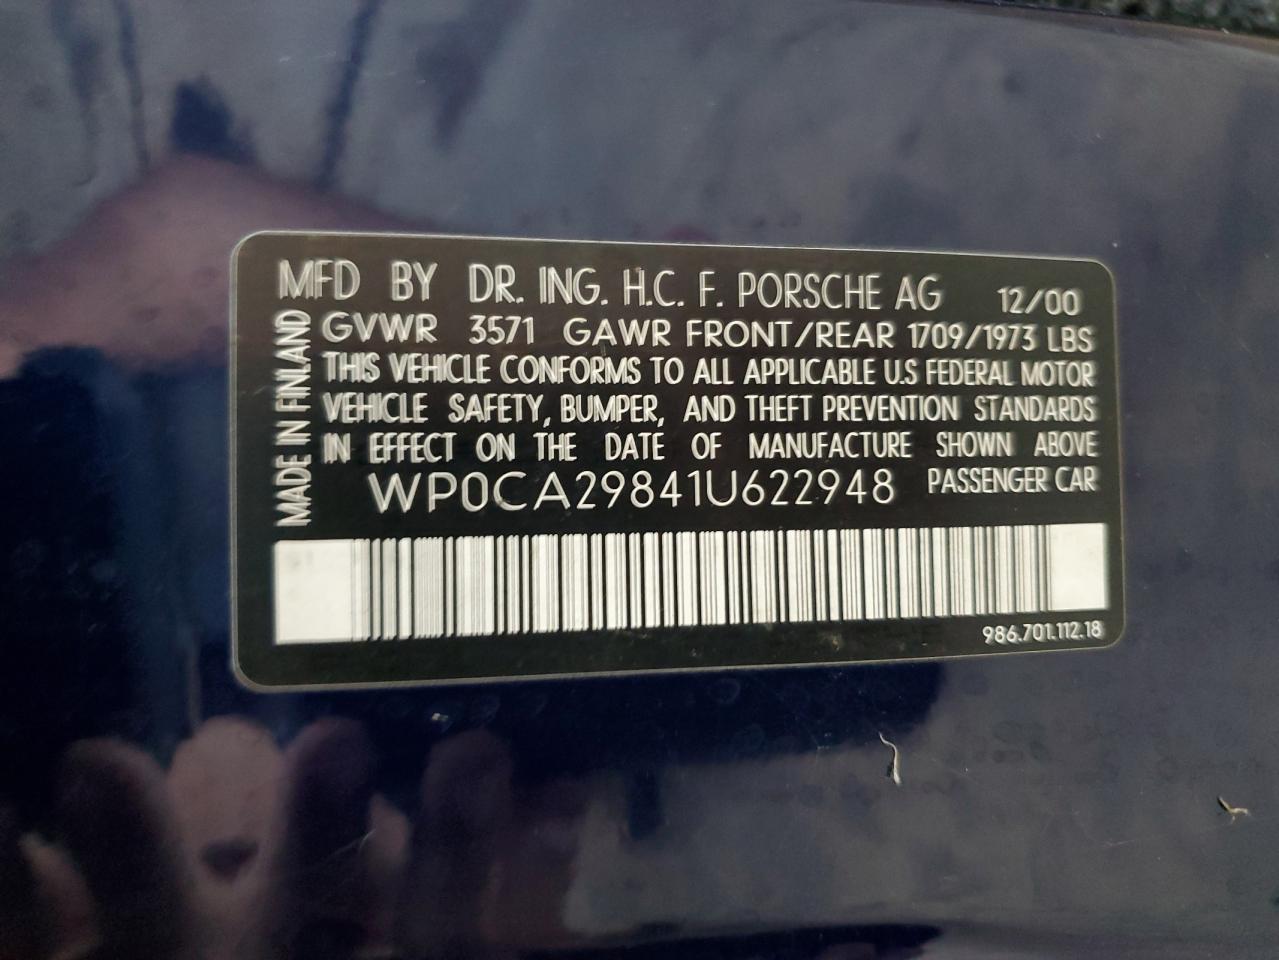 MFD BY DR. ING. H.C. F. PORSCHE AG 12/00
GVWR 3571 GAWR FRONT/REAR 1709/1973 LBS
THIS VEHICLE CONFORMS TO ALL APPLICABLE U.S FEDERAL MOTOR
VEHICLE SAFETY, BUMPER, AND THEFT PREVENTION STANDARDS
IN EFFECT ON THE DATE OF MANUFACTURE SHOWN ABOVE
WP0CA29841U622948 PASSENGER CAR
MADE IN FINLAND
986.701.112.18